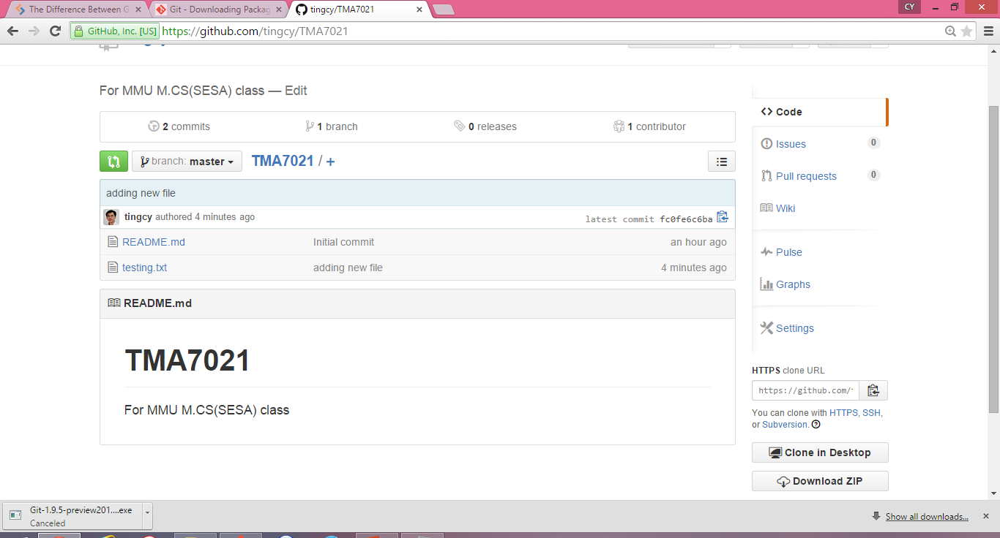 The Difference Between G
Git - Downloading Packag
tingcy/TMA7021
CY
GitHub, Inc. [US]
https://github.com/tingcy/TMA7021
For MMU M.CS(SESA) class — Edit
2 commits
1 branch
0 releases
1 contributor
branch: master
TMA7021 / +
adding new file
tingcy authored 4 minutes ago
latest commit fc0fe6c6ba
README.md Initial commit an hour ago
testing.txt adding new file 4 minutes ago
README.md
TMA7021
For MMU M.CS(SESA) class
Code
Issues 0
Pull requests 0
Wiki
Pulse
Graphs
Settings
HTTPS clone URL
https://github.com/
You can clone with HTTPS, SSH,
or Subversion.
Clone in Desktop
Download ZIP
Git-1.9.5-preview201....exe
Canceled
Show all downloads...